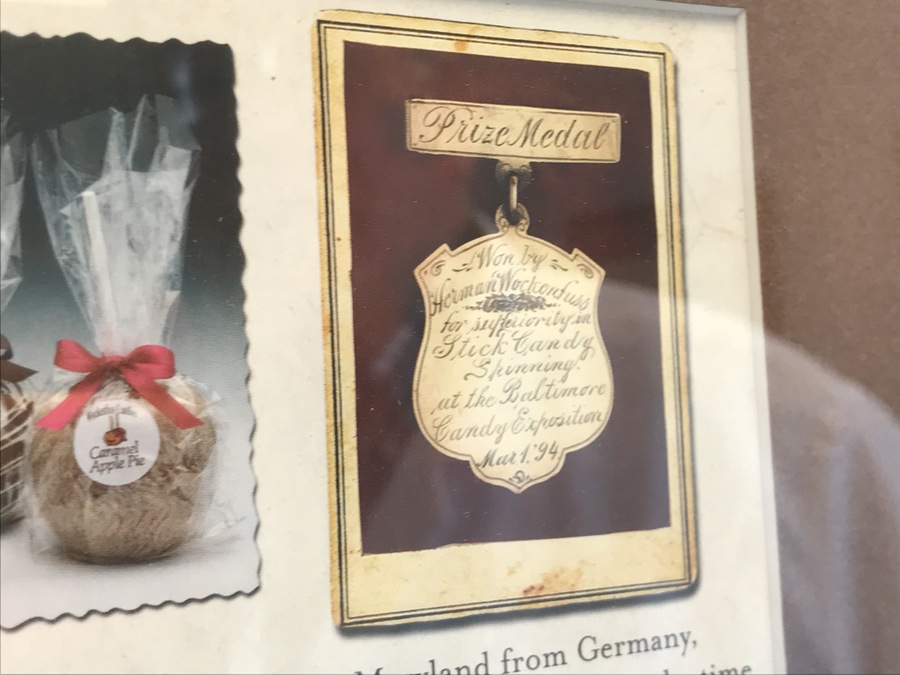 Prize Medal
Won by
Herman Wockenfuss
for superiority in
Stick Candy
Spinning.
at the Baltimore
Candy Exposition
Mar 1. '94.
Caramel
Apple Pie
Maryland from Germany,
time